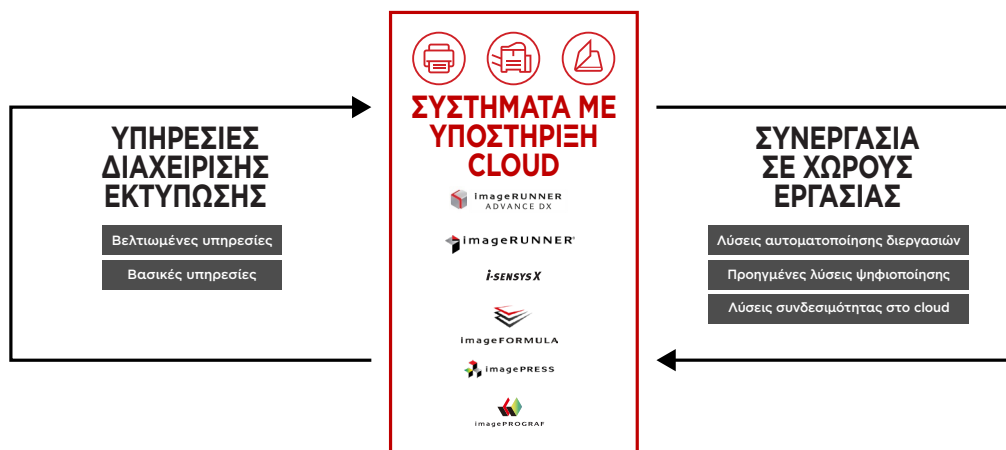 ΥΠΗΡΕΣΙΕΣ
ΔΙΑΧΕΙΡΙΣΗΣ
ΕΚΤΥΠΩΣΗΣ
Βελτιωμένες υπηρεσίες
Βασικές υπηρεσίες
ΣΥΣΤΗΜΑΤΑ ΜΕ
ΥΠΟΣΤΗΡΙΞΗ
CLOUD
imageRUNNER
ADVANCE DX
imageRUNNER
i-SENSYS X
imageFORMULA
imagePRESS
imagePROGRAF
ΣΥΝΕΡΓΑΣΙΑ
ΣΕ ΧΩΡΟΥΣ
ΕΡΓΑΣΙΑΣ
Λύσεις αυτοματοποίησης διεργασιών
Προηγμένες λύσεις ψηφιοποίησης
Λύσεις συνδεσιμότητας στο cloud